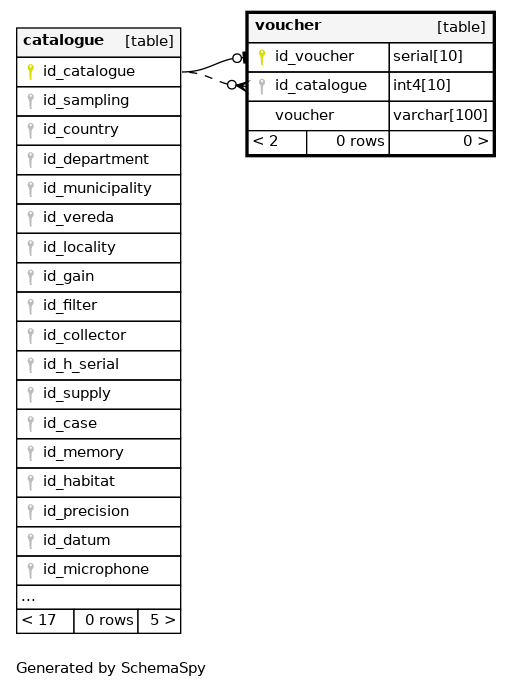 catalogue [table]
id_catalogue
id_sampling
id_country
id_department
id_municipality
id_vereda
id_locality
id_gain
id_filter
id_collector
id_h_serial
id_supply
id_case
id_memory
id_habitat
id_precision
id_datum
id_microphone
...
< 17 0 rows 5 >
voucher [table]
id_voucher serial[10]
id_catalogue int4[10]
voucher varchar[100]
< 2 0 rows 0 >
Generated by SchemaSpy